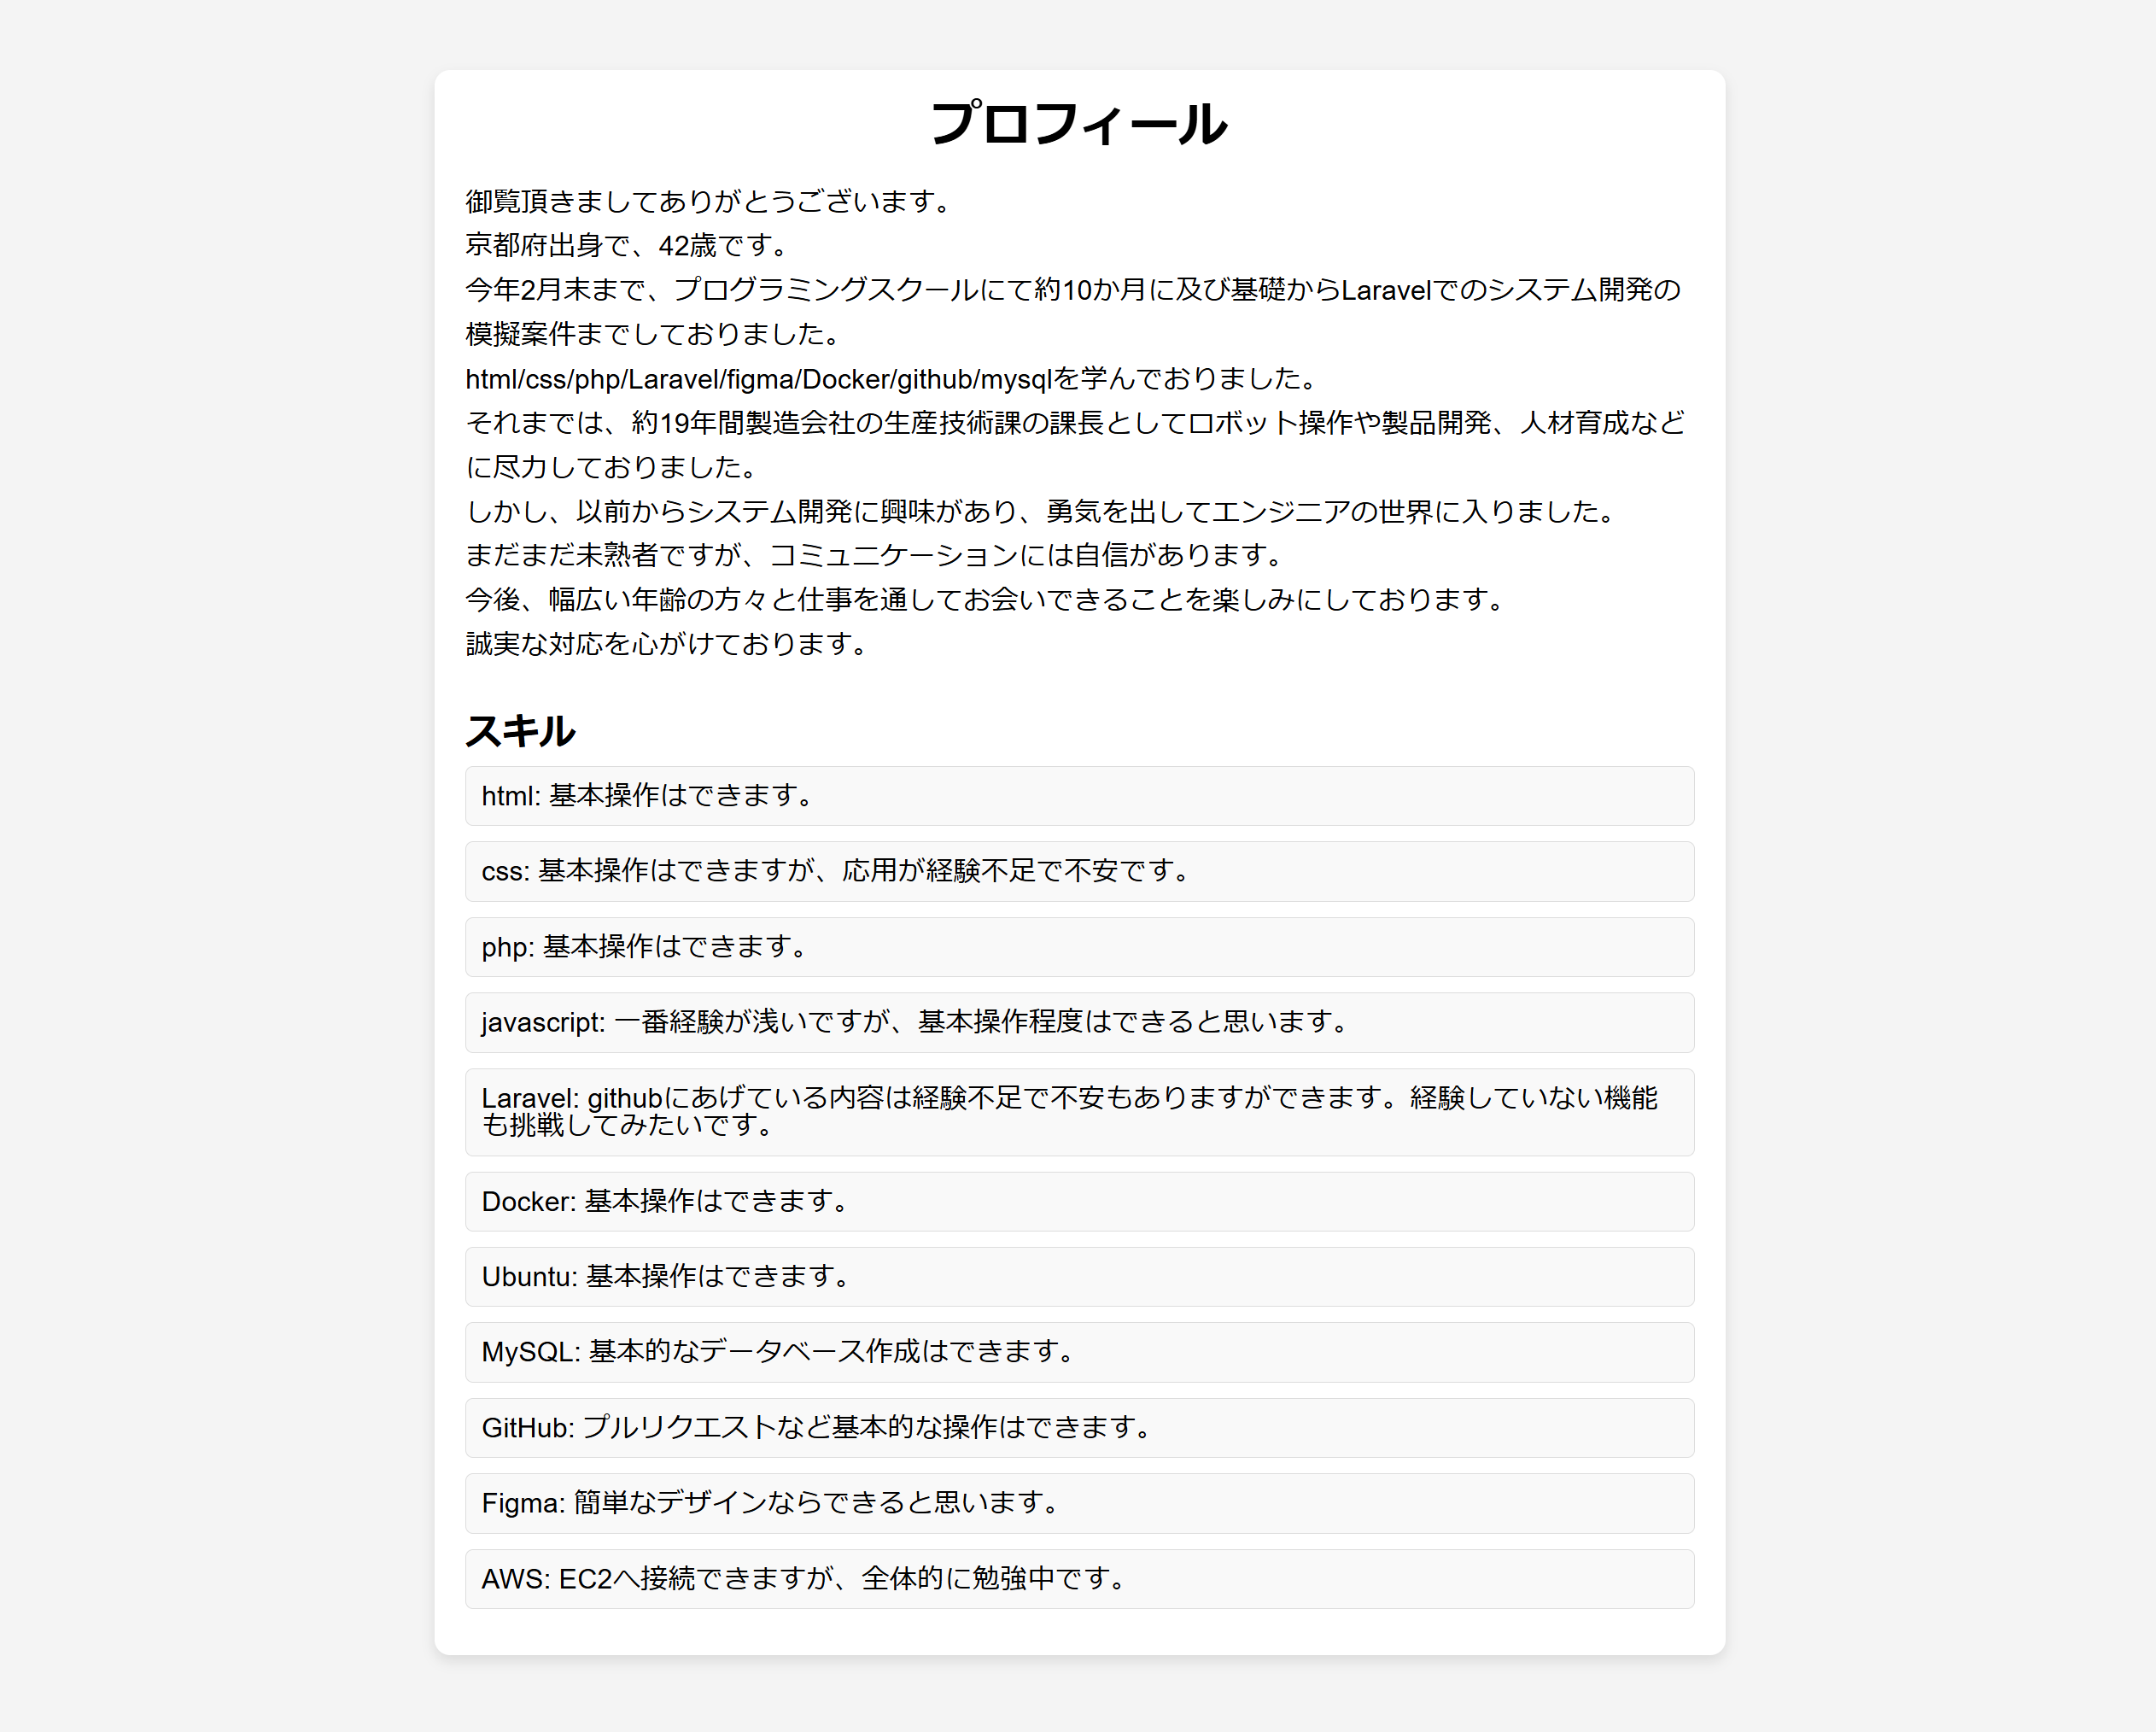 プロフィール
御覧頂きましてありがとうございます。
京都府出身で、42歳です。
今年2月末まで、プログラミングスクールにて約10か月に及び基礎からLaravelでのシステム開発の
模擬案件までしておりました。
html/css/php/Laravel/figma/Docker/github/mysqlを学んでおりました。
それまでは、約19年間製造会社の生産技術課の課長としてロボット操作や製品開発、人材育成など
に尽力しておりました。
しかし、以前からシステム開発に興味があり、勇気を出してエンジニアの世界に入りました。
まだまだ未熟者ですが、コミュニケーションには自信があります。
今後、幅広い年齢の方々と仕事を通してお会いできることを楽しみにしております。
誠実な対応を心がけております。
スキル
html: 基本操作はできます。
css: 基本操作はできますが、応用が経験不足で不安です。
php: 基本操作はできます。
javascript: 一番経験が浅いですが、基本操作程度はできると思います。
Laravel: githubにあげている内容は経験不足で不安もありますができます。経験していない機能
も挑戦してみたいです。
Docker: 基本操作はできます。
Ubuntu: 基本操作はできます。
MySQL: 基本的なデータベース作成はできます。
GitHub: プルリクエストなど基本的な操作はできます。
Figma: 簡単なデザインならできると思います。
AWS: EC2へ接続できますが、全体的に勉強中です。